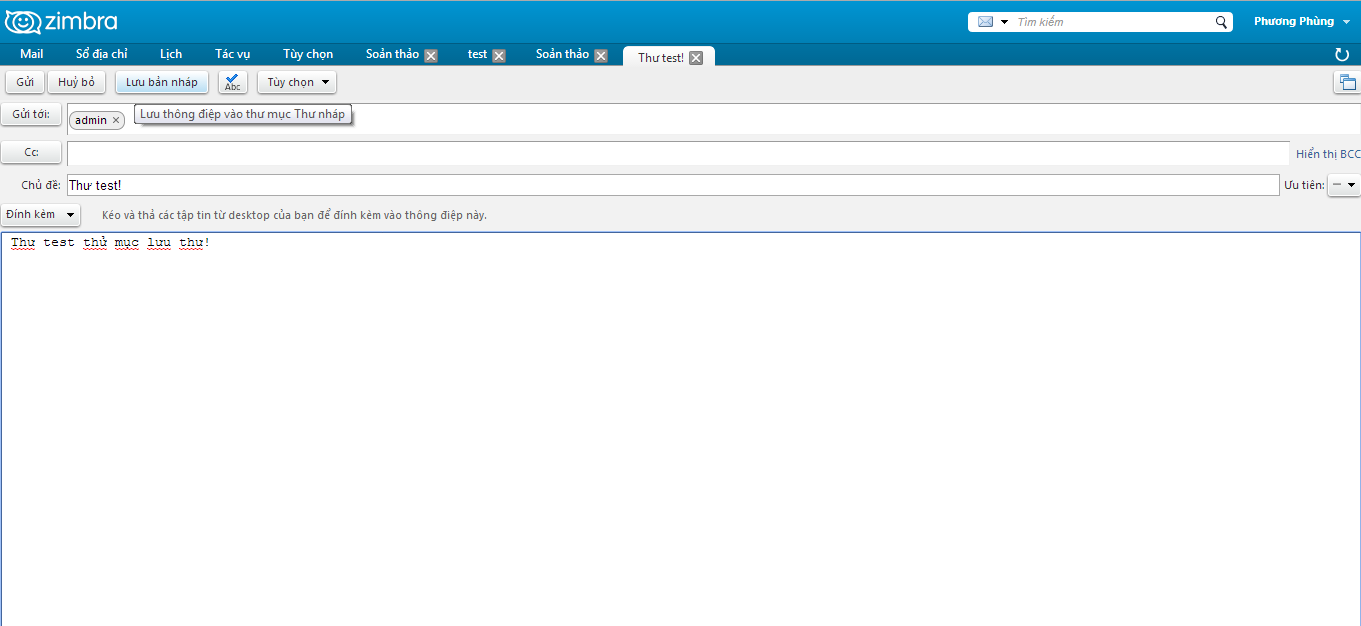 zimbra
Tìm kiếm
Phương Phùng
Mail Sổ địa chỉ Lịch Tác vụ Tùy chọn Soản thảo test Soản thảo Thư test!
Gửi Huỷ bỏ Lưu bản nháp Abc Tùy chọn
Gửi tới: admin Lưu thông điệp vào thư mục Thư nháp
Cc: Hiển thị BCC
Chủ đề: Thư test! Ưu tiên:
Đính kèm Kéo và thả các tập tin từ desktop của bạn để đính kèm vào thông điệp này.
Thư test thử mục lưu thư!